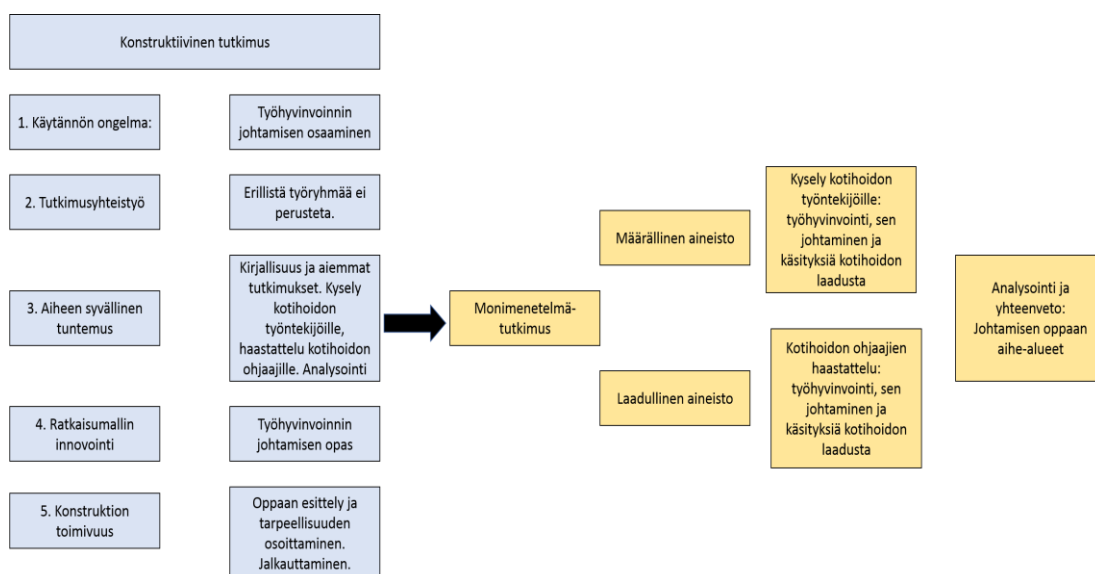 Konstruktiivinen tutkimus
1. Käytännön ongelma:
Työhyvinvoinnin
johtamisen osaaminen
2. Tutkimusyhteistyö
Erillistä työryhmää ei
perusteta.
3. Aiheen syvällinen
tuntemus
Kirjallisuus ja aiemmat
tutkimukset. Kysely
kotihoidon
työntekijöille,
haastattelu kotihoidon
ohjaajille. Analysointi
4. Ratkaisumallin
innovointi
Työhyvinvoinnin
johtamisen opas
5. Konstruktion
toimivuus
Oppaan esittely ja
tarpeellisuuden
osoittaminen.
Jalkauttaminen.
Monimenetelmä-
tutkimus
Määrällinen aineisto
Kysely kotihoidon
työntekijöille:
työhyvinvointi, sen
johtaminen ja
käsityksiä kotihoidon
laadusta
Laadullinen aineisto
Kotihoidon ohjaajien
haastattelu:
työhyvinvointi, sen
johtaminen ja
käsityksiä kotihoidon
laadusta
Analysointi ja
yhteenveto:
Johtamisen oppaan
aihe-alueet